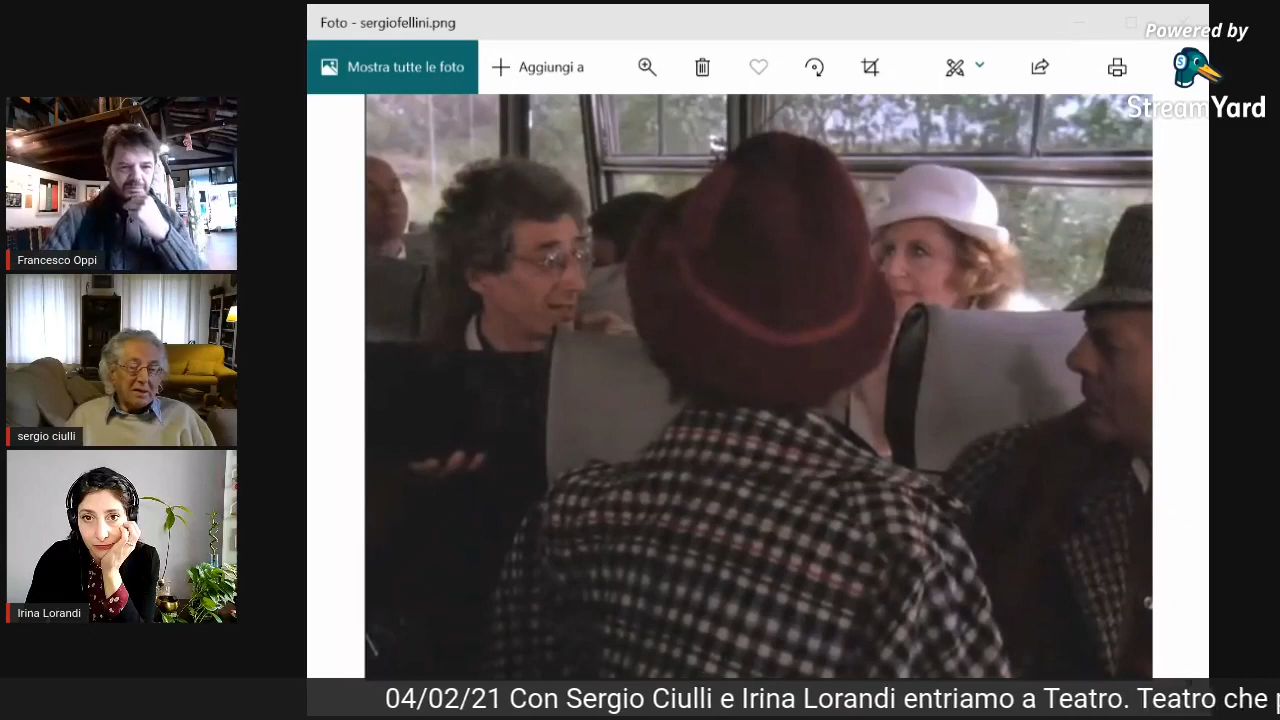 Foto - sergiofellini.png
Powered by
Mostra tutte le foto
Aggiungi a
StreamYard
Francesco Oppi
sergio ciulli
Irina Lorandi
04/02/21 Con Sergio Ciulli e Irina Lorandi entriamo a Teatro. Teatro che